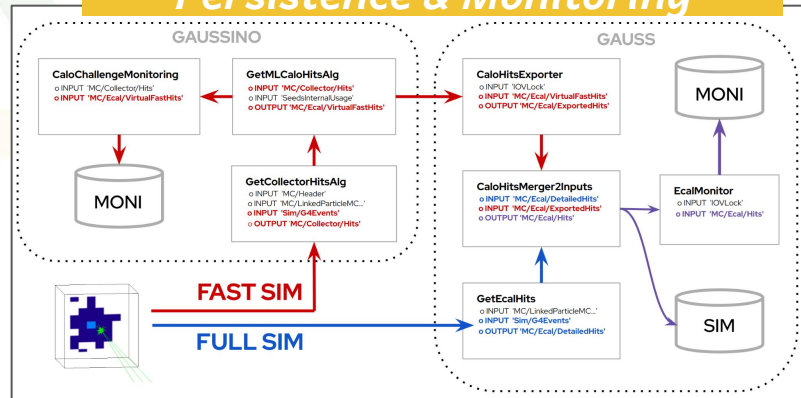 Persistence & Monitoring
GAUSSINO
GAUSS
CaloChallengeMonitoring
o INPUT 'MC/Collector/Hits'
o INPUT 'MC/Ecal/VirtualFastHits'
GetMLCaloHitsAlg
o INPUT 'MC/Collector/Hits'
o INPUT 'SeedsInternalUsage'
o OUTPUT 'MC/Ecal/VirtualFastHits'
CaloHitsExporter
o INPUT 'IOVLock'
o INPUT 'MC/Ecal/VirtualFastHits'
o OUTPUT 'MC/Ecal/ExportedHits'
MONI
MONI
GetCollectorHitsAlg
o INPUT 'MC/Header'
o INPUT 'MC/LinkedParticleMC...'
o INPUT 'Sim/G4Events'
o OUTPUT 'MC/Collector/Hits'
CaloHitsMerger2Inputs
o INPUT 'MC/Ecal/DetailedHits'
o INPUT 'MC/Ecal/ExportedHits'
o OUTPUT 'MC/Ecal/Hits'
EcalMonitor
o INPUT 'IOVLock'
o INPUT 'MC/Ecal/Hits'
FAST SIM
FULL SIM
GetEcalHits
o INPUT 'MC/LinkedParticleMC...'
o INPUT 'Sim/G4Events'
o OUTPUT 'MC/Ecal/DetailedHits'
SIM